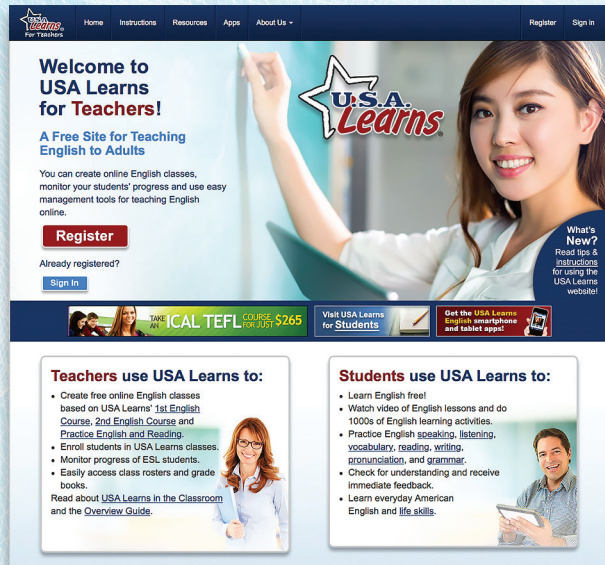 U.S.A.
Learns®
For Teachers
Home Instructions Resources Apps About Us Register Sign in
Welcome to
USA Learns
for Teachers!
A Free Site for Teaching
English to Adults
You can create online English classes,
monitor your students' progress and use easy
management tools for teaching English
online.
Register
Already registered?
Sign In
U.S.A.
Learns®
What's
New?
Read tips &
instructions
for using the
USA Learns
website!
TAKE AN ICAL TEFL COURSE FOR JUST $265
Visit USA Learns
for Students
Get the USA Learns
English smartphone
and tablet apps!
Teachers use USA Learns to:
• Create free online English classes
based on USA Learns' 1st English
Course, 2nd English Course and
Practice English and Reading.
• Enroll students in USA Learns classes.
• Monitor progress of ESL students.
• Easily access class rosters and grade
books.
Read about USA Learns in the Classroom
and the Overview Guide.
Students use USA Learns to:
• Learn English free!
• Watch video of English lessons and do
1000s of English learning activities.
• Practice English speaking, listening,
vocabulary, reading, writing,
pronunciation, and grammar.
• Check for understanding and receive
immediate feedback.
• Learn everyday American
English and life skills.